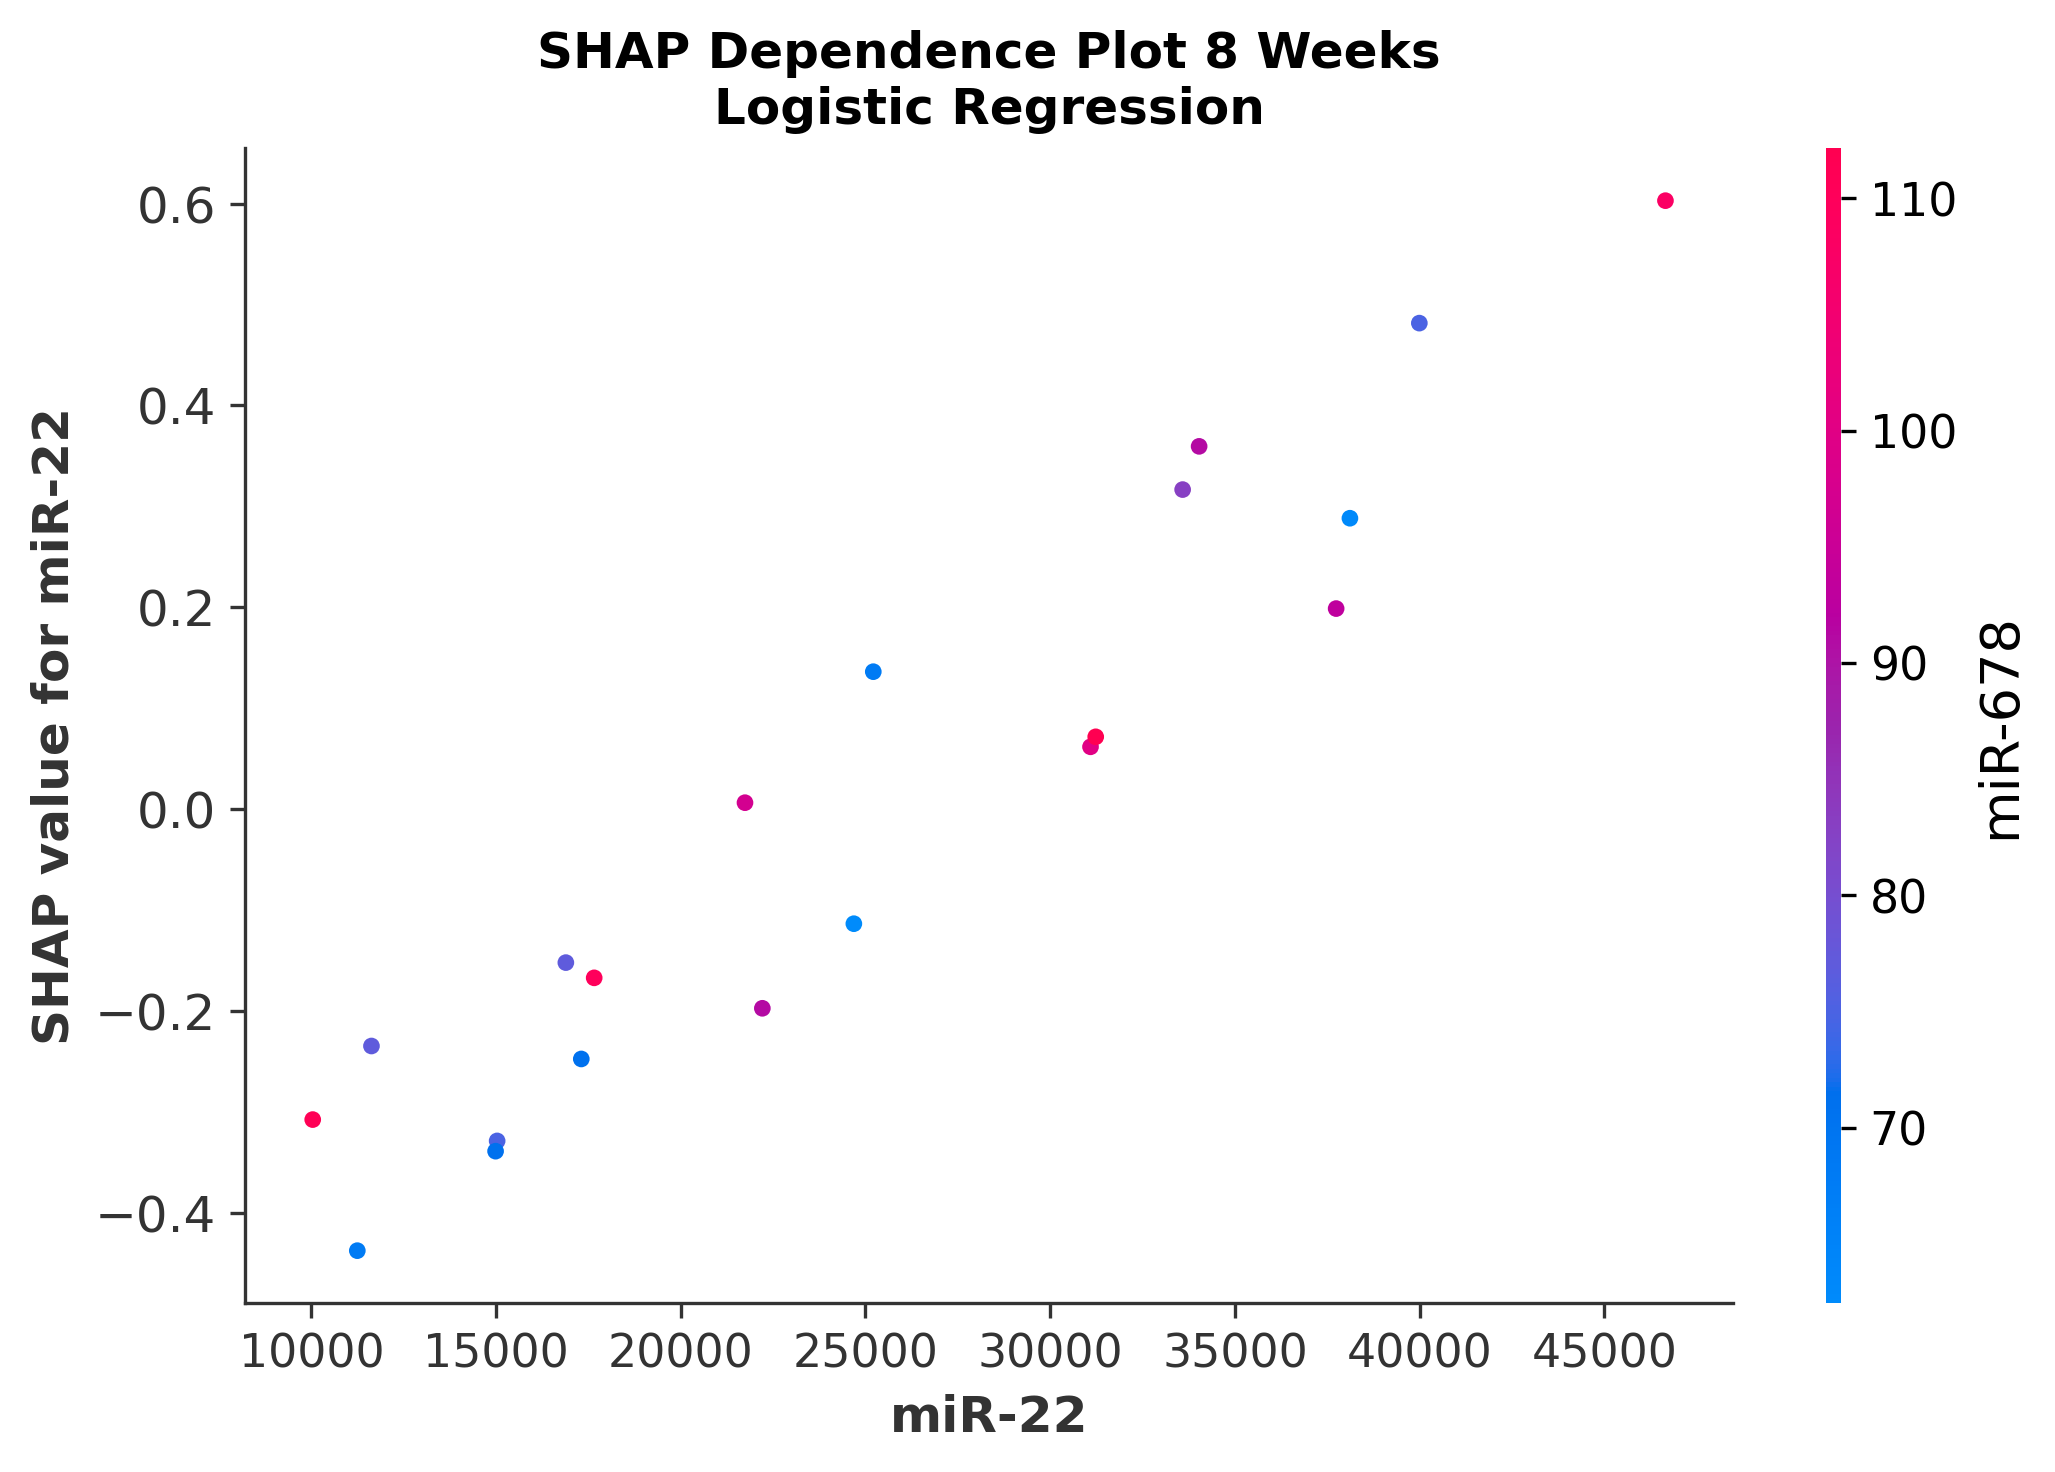 SHAP Dependence Plot 8 Weeks
Logistic Regression
SHAP value for miR-22
0.6
0.4
0.2
0.0
−0.2
−0.4
10000 15000 20000 25000 30000 35000 40000 45000
miR-22
110
100
90
80
70
miR-678